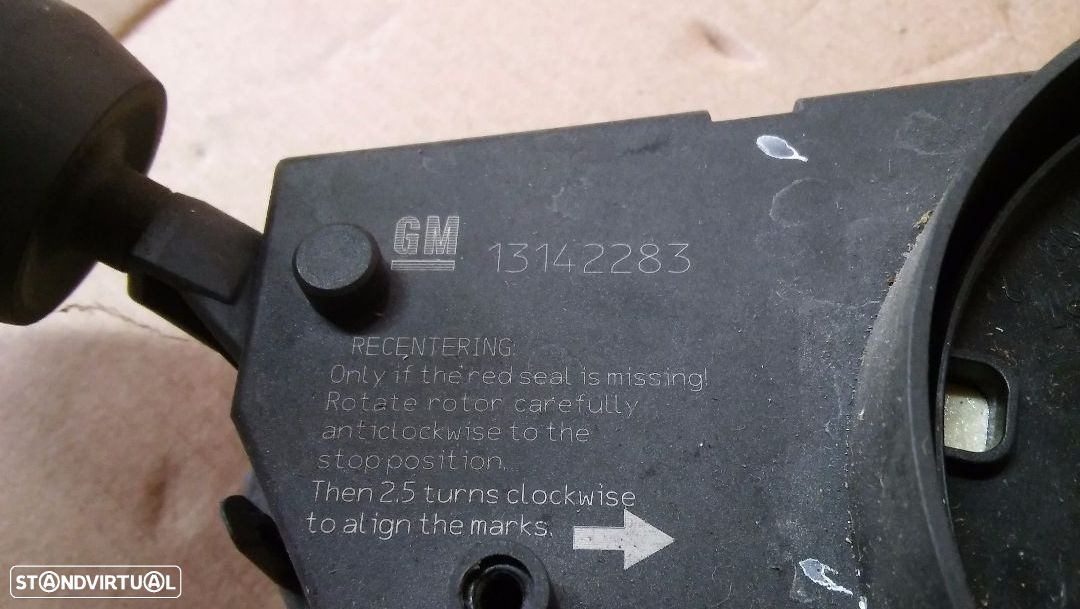 GM 13142283
RECENTERING:
Only if the red seal is missing!
Rotate rotor carefully
anticlockwise to the
stop position.
Then 2.5 turns clockwise
to align the marks.
STANDVIRTUAL